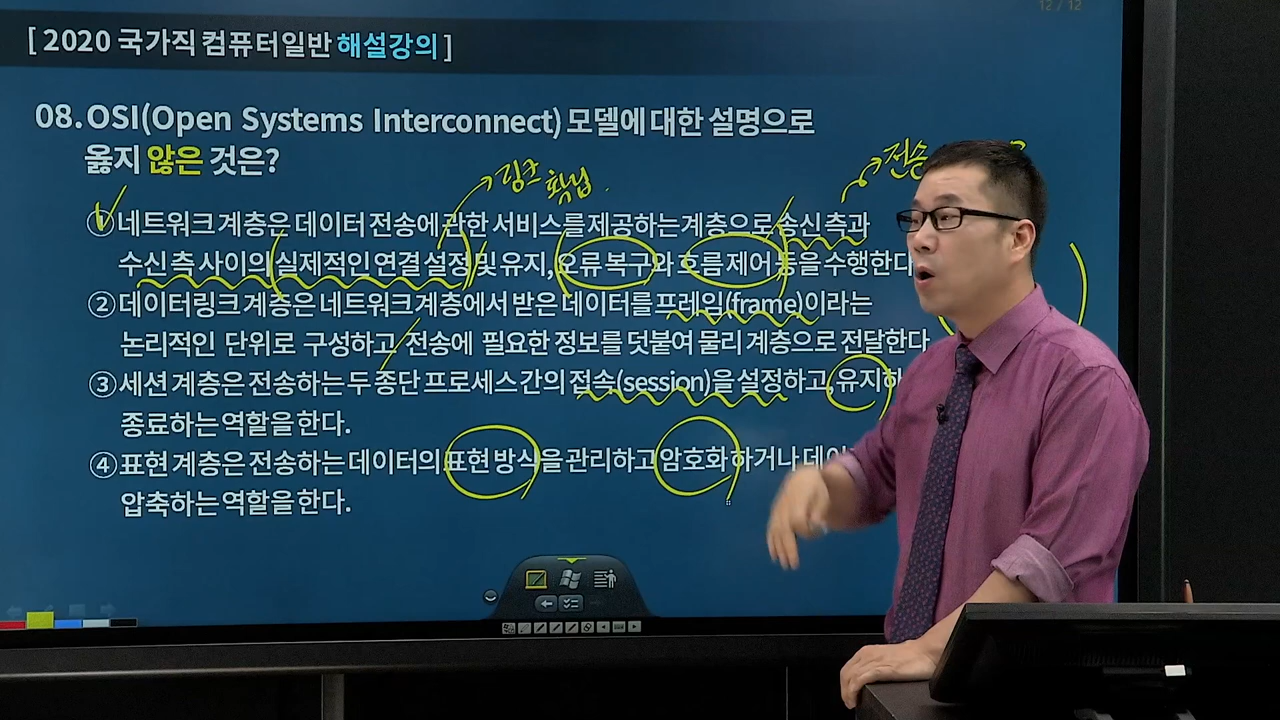 12 / 12
[ 2020 국가직 컴퓨터일반 해설강의 ]
08. OSI(Open Systems Interconnect) 모델에 대한 설명으로
옳지 않은 것은?
링크
전송
① 네트워크 계층은 데이터 전송에 관한 서비스를 제공하는 계층으로 송신 측과
수신 측 사이의 실제적인 연결 설정 및 유지, 오류 복구와 흐름 제어 등을 수행한다
② 데이터링크 계층은 네트워크 계층에서 받은 데이터를 프레임(frame)이라는
논리적인 단위로 구성하고 전송에 필요한 정보를 덧붙여 물리 계층으로 전달한다
③ 세션 계층은 전송하는 두 종단 프로세스 간의 접속(session)을 설정하고, 유지하
종료하는 역할을 한다.
④ 표현 계층은 전송하는 데이터의 표현 방식을 관리하고 암호화하거나 데이
압축하는 역할을 한다.